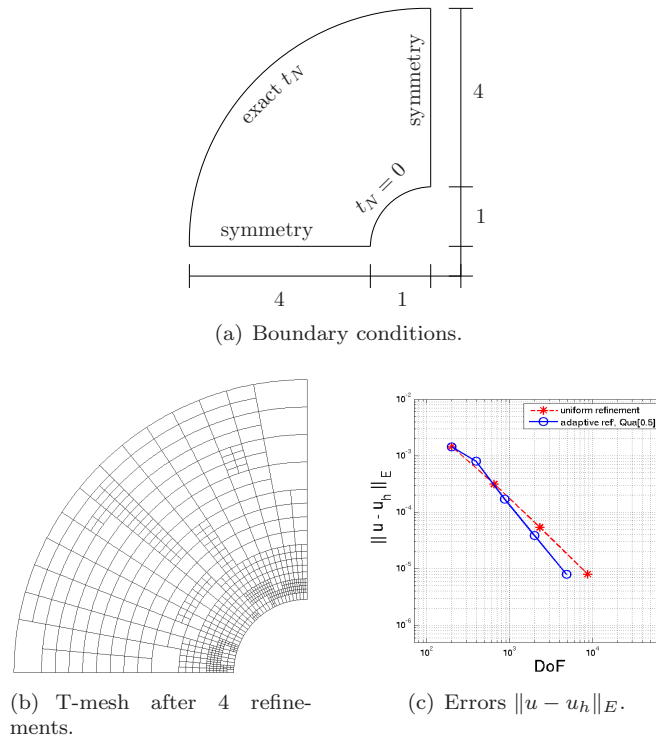 exact t_N
symmetry
4
t_N = 0
symmetry
1
4
1
(a) Boundary conditions.
10^-2
uniform refinement
adaptive ref, Qua[0.5]
10^-3
10^-4
10^-5
10^-6
‖ u - u_h ‖_E
10^2
10^3
10^4
DoF
(b) T-mesh after 4 refine-
ments.
(c) Errors ‖u − u_h‖_E.